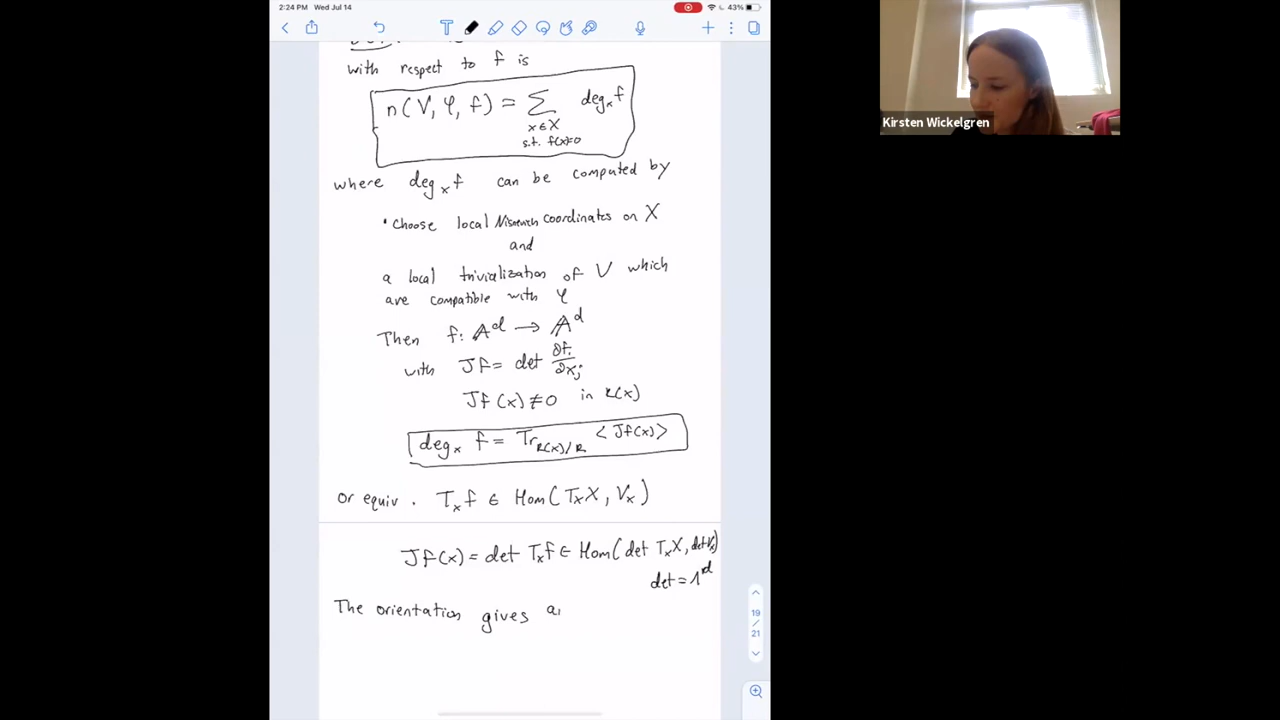 2:24 PM Wed Jul 14
43%
with respect to f is
n(V, φ, f) = ∑ deg_x f
x ∈ X
s.t. f(x)=0
where deg_x f can be computed by
• Choose local Nisnevich coordinates on X
and
a local trivialization of V which
are compatible with φ
Then f: 𝔸^d → 𝔸^d
with Jf = det ∂f_i/∂x_j
Jf(x) ≠ 0 in k(x)
deg_x f = Tr_{k(x)/k} <Jf(x)>
Or equiv. T_x f ∈ Hom(T_x X, V_x)
Jf(x) = det T_x f ∈ Hom(det T_x X, det V_x)
det = Λ^d
The orientation gives a
19
/
21
Kirsten Wickelgren